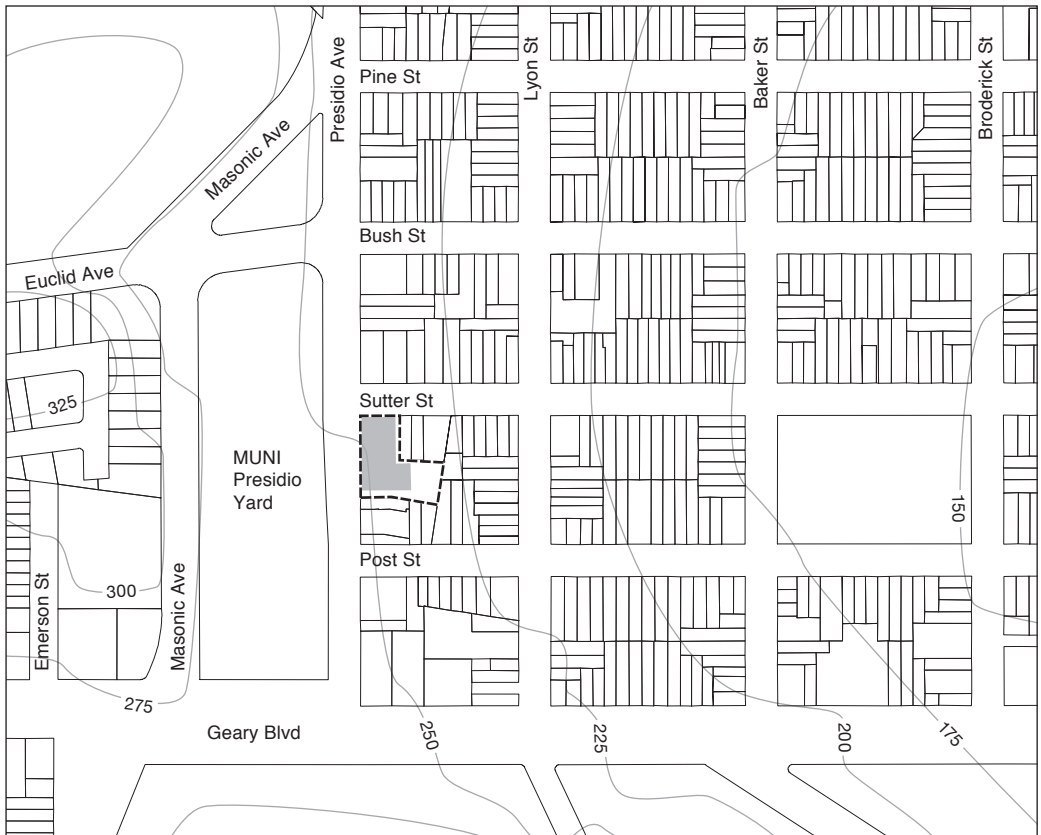 Pine St
Presidio Ave
Lyon St
Baker St
Broderick St
Masonic Ave
Bush St
Euclid Ave
325
Sutter St
MUNI
Presidio
Yard
150
Post St
300
Emerson St
Masonic Ave
275
Geary Blvd
250
225
200
175